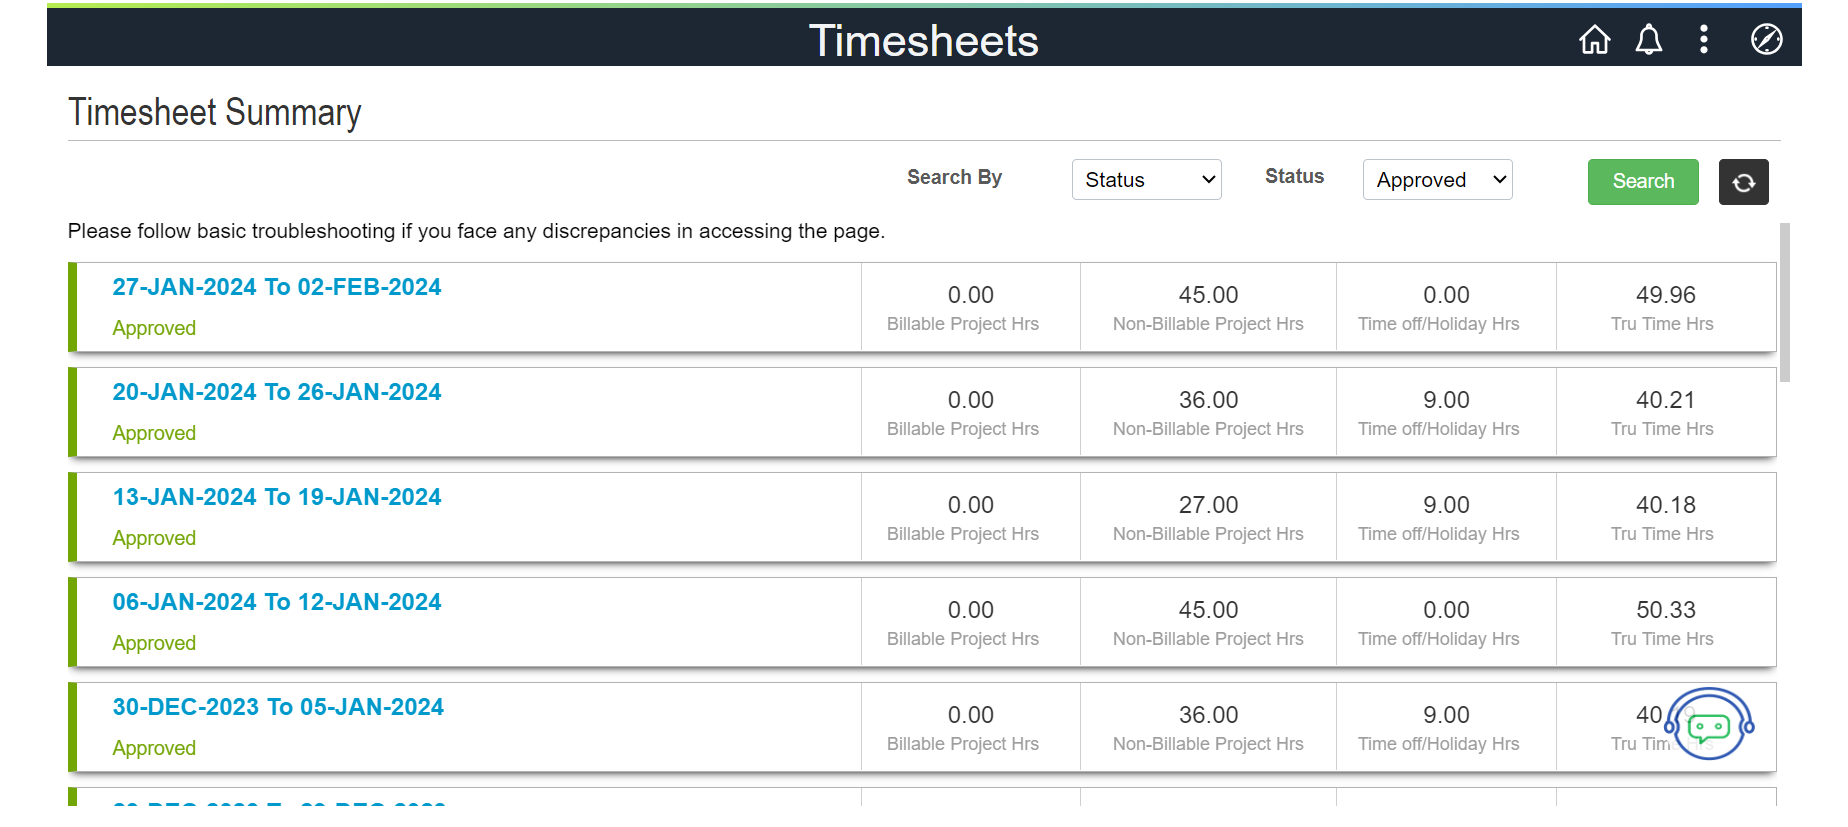 Timesheets
Timesheet Summary
Search By Status Status Approved Search
Please follow basic troubleshooting if you face any discrepancies in accessing the page.
27-JAN-2024 To 02-FEB-2024
Approved
0.00 45.00 0.00 49.96
Billable Project Hrs Non-Billable Project Hrs Time off/Holiday Hrs Tru Time Hrs
20-JAN-2024 To 26-JAN-2024
Approved
0.00 36.00 9.00 40.21
Billable Project Hrs Non-Billable Project Hrs Time off/Holiday Hrs Tru Time Hrs
13-JAN-2024 To 19-JAN-2024
Approved
0.00 27.00 9.00 40.18
Billable Project Hrs Non-Billable Project Hrs Time off/Holiday Hrs Tru Time Hrs
06-JAN-2024 To 12-JAN-2024
Approved
0.00 45.00 0.00 50.33
Billable Project Hrs Non-Billable Project Hrs Time off/Holiday Hrs Tru Time Hrs
30-DEC-2023 To 05-JAN-2024
Approved
0.00 36.00 9.00
Billable Project Hrs Non-Billable Project Hrs Time off/Holiday Hrs Tru Time Hrs